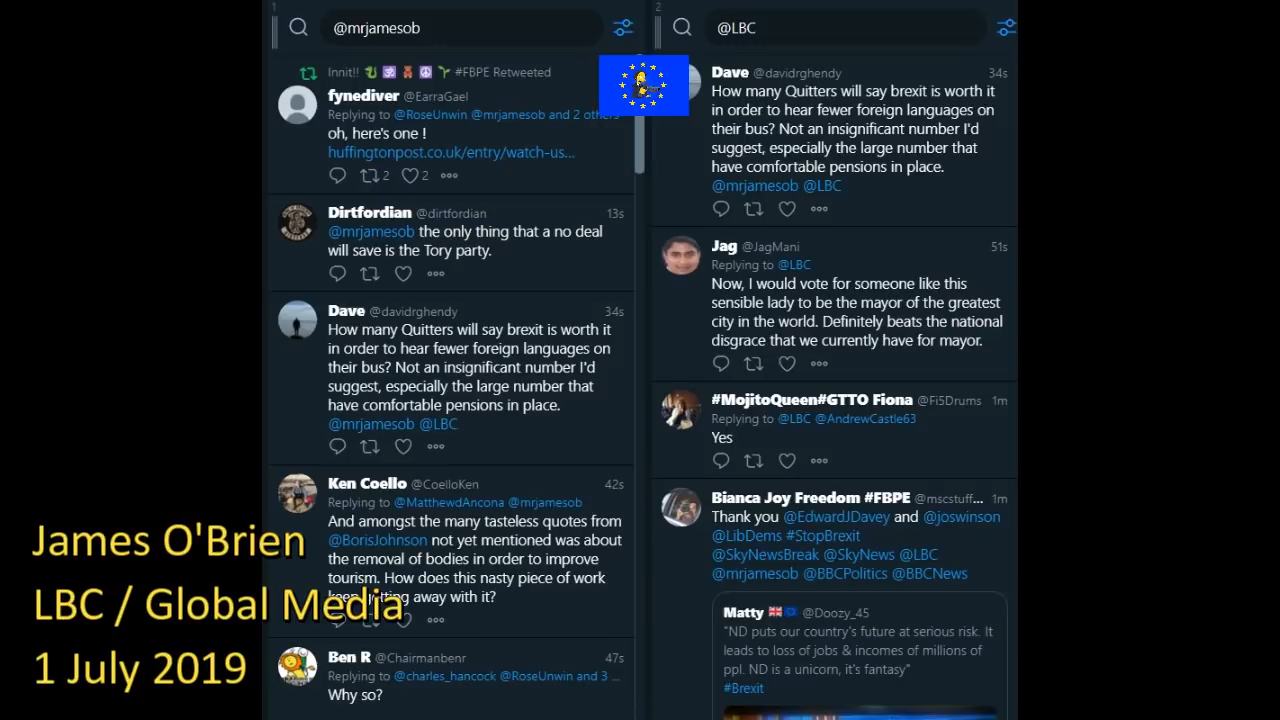 1
@mrjamesob
Innit!! #FBPE Retweeted
fynediver @EarraGael
Replying to @RoseUnwin @mrjamesob and 2 others
oh, here's one !
huffingtonpost.co.uk/entry/watch-us...
2 2
Dirtfordian @dirtfordian 13s
@mrjamesob the only thing that a no deal
will save is the Tory party.
Dave @davidrghendy 34s
How many Quitters will say brexit is worth it
in order to hear fewer foreign languages on
their bus? Not an insignificant number I'd
suggest, especially the large number that
have comfortable pensions in place.
@mrjamesob @LBC
Ken Coello @CoelloKen 42s
Replying to @MatthewdAncona @mrjamesob
And amongst the many tasteless quotes from
@BorisJohnson not yet mentioned was about
the removal of bodies in order to improve
tourism. How does this nasty piece of work
keep getting away with it?
Ben R @Chairmanbenr 47s
Replying to @charles_hancock @RoseUnwin and 3 ...
Why so?
2
@LBC
Dave @davidrghendy 34s
How many Quitters will say brexit is worth it
in order to hear fewer foreign languages on
their bus? Not an insignificant number I'd
suggest, especially the large number that
have comfortable pensions in place.
@mrjamesob @LBC
Jag @JagMani 51s
Replying to @LBC
Now, I would vote for someone like this
sensible lady to be the mayor of the greatest
city in the world. Definitely beats the national
disgrace that we currently have for mayor.
#MojitoQueen#GTTO Fiona @Fi5Drums 1m
Replying to @LBC @AndrewCastle63
Yes
Bianca Joy Freedom #FBPE @mscstuff... 1m
Thank you @EdwardJDavey and @joswinson
@LibDems #StopBrexit
@SkyNewsBreak @SkyNews @LBC
@mrjamesob @BBCPolitics @BBCNews
Matty @Doozy_45
"ND puts our country's future at serious risk. It
leads to loss of jobs & incomes of millions of
ppl. ND is a unicorn, it's fantasy"
#Brexit
James O'Brien
LBC / Global Media
1 July 2019